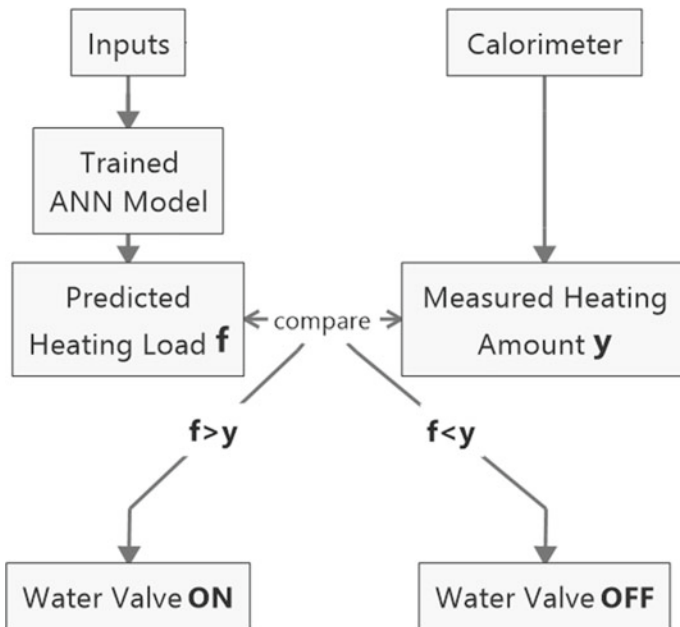 Inputs
Calorimeter
Trained
ANN Model
Predicted
Heating Load f
compare
Measured Heating
Amount y
f>y
f<y
Water Valve ON
Water Valve OFF